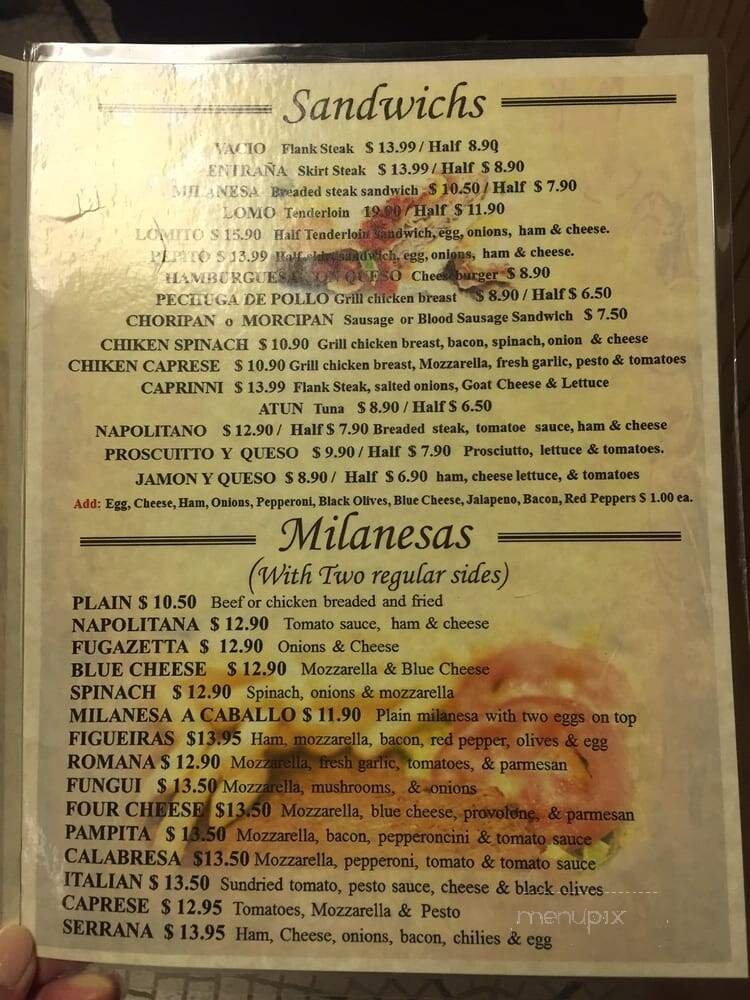 Sandwichs
VACIO Flank Steak $ 13.99 / Half 8.90
ENTRAÑA Skirt Steak $ 13.99 / Half $ 8.90
MILANESA Breaded steak sandwich $ 10.50 / Half $ 7.90
LOMO Tenderloin 19.90 / Half $ 11.90
LOMITO $ 15.90 Half Tenderloin sandwich, egg, onions, ham & cheese.
PEPITO $ 13.99 Half skirt sandwich, egg, onions, ham & cheese.
HAMBURGUESA CON QUESO Cheeseburger $ 8.90
PECHUGA DE POLLO Grill chicken breast $ 8.90 / Half $ 6.50
CHORIPAN o MORCIPAN Sausage or Blood Sausage Sandwich $ 7.50
CHIKEN SPINACH $ 10.90 Grill chicken breast, bacon, spinach, onion & cheese
CHIKEN CAPRESE $ 10.90 Grill chicken breast, Mozzarella, fresh garlic, pesto & tomatoes
CAPRINNI $ 13.99 Flank Steak, salted onions, Goat Cheese & Lettuce
ATUN Tuna $ 8.90 / Half $ 6.50
NAPOLITANO $ 12.90 / Half $ 7.90 Breaded steak, tomatoe sauce, ham & cheese
PROSCUITTO Y QUESO $ 9.90 / Half $ 7.90 Prosciutto, lettuce & tomatoes.
JAMON Y QUESO $ 8.90 / Half $ 6.90 ham, cheese lettuce, & tomatoes
Add: Egg, Cheese, Ham, Onions, Pepperoni, Black Olives, Blue Cheese, Jalapeno, Bacon, Red Peppers $ 1.00 ea.
Milanesas
(With Two regular sides)
PLAIN $ 10.50 Beef or chicken breaded and fried
NAPOLITANA $ 12.90 Tomato sauce, ham & cheese
FUGAZETTA $ 12.90 Onions & Cheese
BLUE CHEESE $ 12.90 Mozzarella & Blue Cheese
SPINACH $ 12.90 Spinach, onions & mozzarella
MILANESA A CABALLO $ 11.90 Plain milanesa with two eggs on top
FIGUEIRAS $13.95 Ham, mozzarella, bacon, red pepper, olives & egg
ROMANA $ 12.90 Mozzarella, fresh garlic, tomatoes, & parmesan
FUNGUI $ 13.50 Mozzarella, mushrooms, & onions
FOUR CHEESE $13.50 Mozzarella, blue cheese, provolone, & parmesan
PAMPITA $ 13.50 Mozzarella, bacon, pepperoncini & tomato sauce
CALABRESA $13.50 Mozzarella, pepperoni, tomato & tomato sauce
ITALIAN $ 13.50 Sundried tomato, pesto sauce, cheese & black olives
CAPRESE $ 12.95 Tomatoes, Mozzarella & Pesto
menupix
SERRANA $ 13.95 Ham, Cheese, onions, bacon, chilies & egg